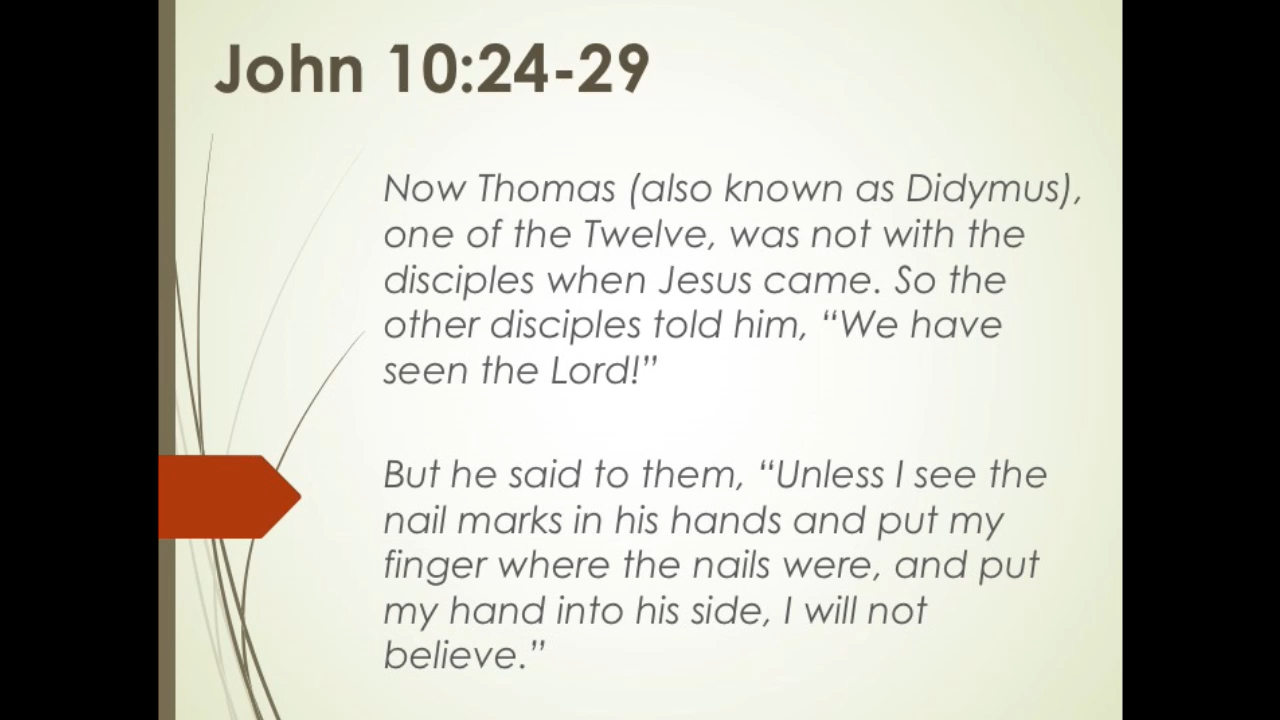 John 10:24-29
Now Thomas (also known as Didymus),
one of the Twelve, was not with the
disciples when Jesus came. So the
other disciples told him, “We have
seen the Lord!”
But he said to them, “Unless I see the
nail marks in his hands and put my
finger where the nails were, and put
my hand into his side, I will not
believe.”